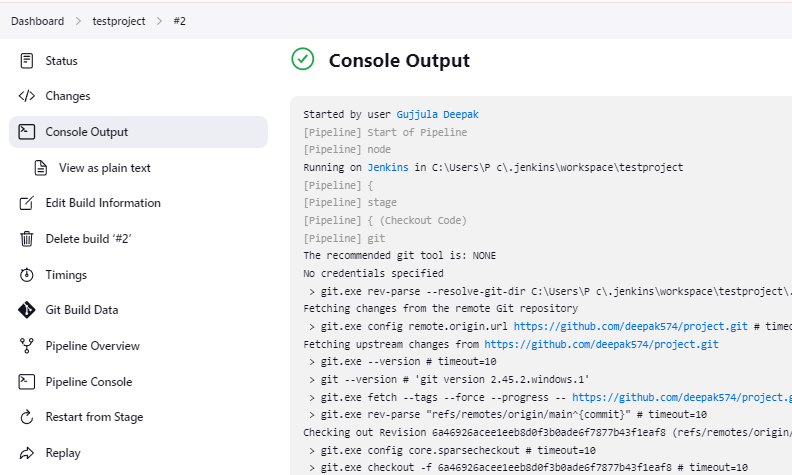 Dashboard > testproject > #2
Status
Changes
Console Output
View as plain text
Edit Build Information
Delete build ‘#2’
Timings
Git Build Data
Pipeline Overview
Pipeline Console
Restart from Stage
Replay
Console Output
Started by user Gujjula Deepak
[Pipeline] Start of Pipeline
[Pipeline] node
Running on Jenkins in C:\Users\P c\.jenkins\workspace\testproject
[Pipeline] {
[Pipeline] stage
[Pipeline] { (Checkout Code)
[Pipeline] git
The recommended git tool is: NONE
No credentials specified
> git.exe rev-parse --resolve-git-dir C:\Users\P c\.jenkins\workspace\testproject\.
Fetching changes from the remote Git repository
> git.exe config remote.origin.url https://github.com/deepak574/project.git # timeo
Fetching upstream changes from https://github.com/deepak574/project.git
> git.exe --version # timeout=10
> git --version # 'git version 2.45.2.windows.1'
> git.exe fetch --tags --force --progress -- https://github.com/deepak574/project.g
> git.exe rev-parse "refs/remotes/origin/main^{commit}" # timeout=10
Checking out Revision 6a46926acee1eeb8d0f3b0ade6f7877b43f1eaf8 (refs/remotes/origin/
> git.exe config core.sparsecheckout # timeout=10
> git.exe checkout -f 6a46926acee1eeb8d0f3b0ade6f7877b43f1eaf8 # timeout=10